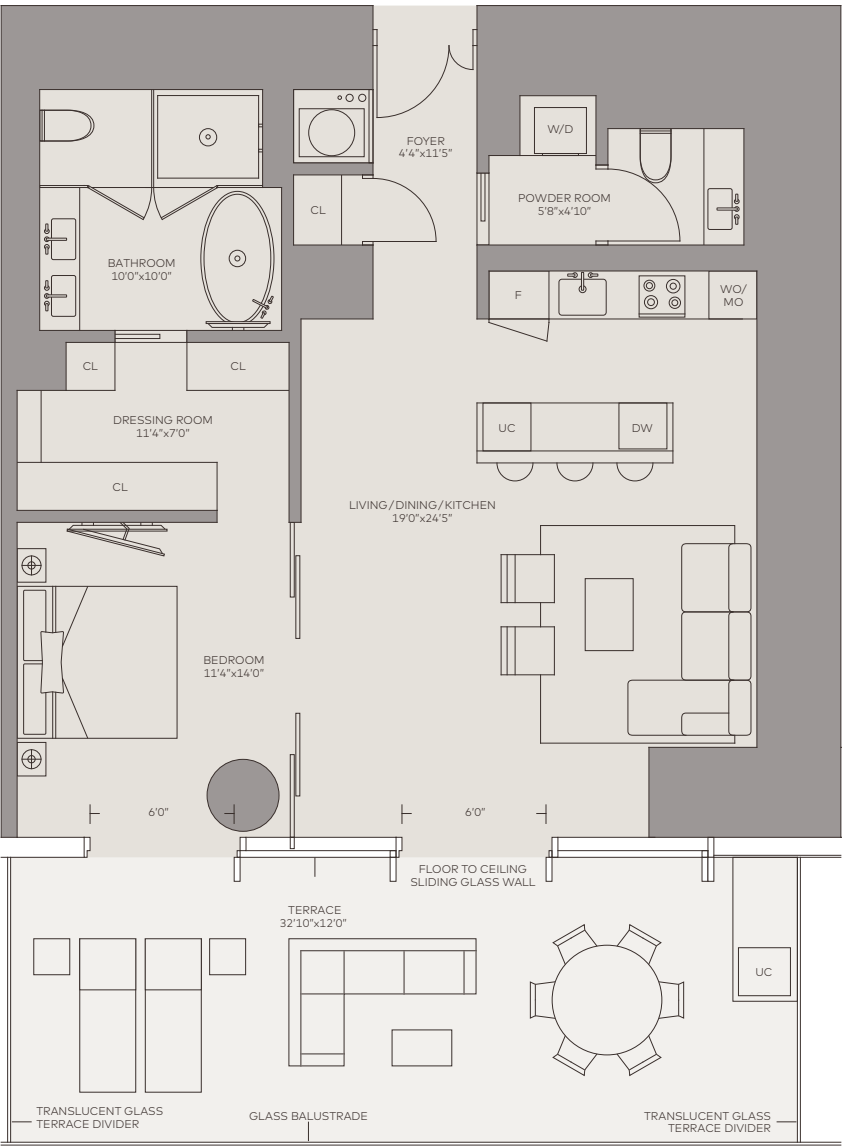 W/D
FOYER
4'4"x11'5"
CL
POWDER ROOM
5'8"x4'10"
BATHROOM
10'0"x10'0"
F
WO/
MO
CL
CL
DRESSING ROOM
11'4"x7'0"
UC
DW
CL
LIVING/DINING/KITCHEN
19'0"x24'5"
BEDROOM
11'4"x14'0"
6'0"
6'0"
FLOOR TO CEILING
SLIDING GLASS WALL
TERRACE
32'10"x12'0"
UC
TRANSLUCENT GLASS
TERRACE DIVIDER
GLASS BALUSTRADE
TRANSLUCENT GLASS
TERRACE DIVIDER